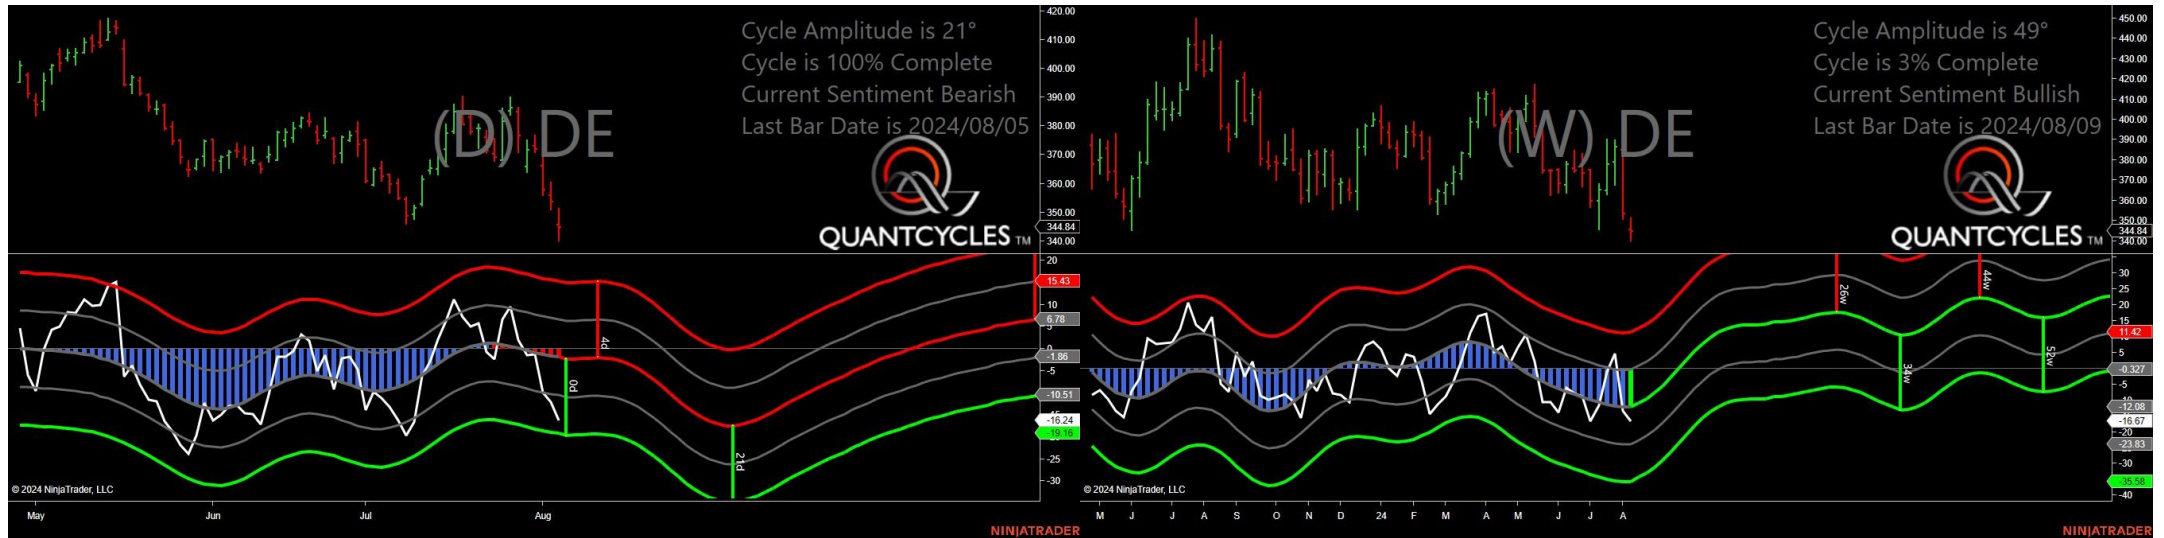 Cycle Amplitude is 21°
Cycle is 100% Complete
Current Sentiment Bearish
Last Bar Date is 2024/08/05
(D) DE
QUANTCYCLES TM
420.00
410.00
400.00
390.00
380.00
370.00
360.00
350.00
344.84
340.00
20
15.43
10
6.78
5
0
-1.86
-5
-10.51
-16.24
-19.16
-25
-30
4d
0d
21d
© 2024 NinjaTrader, LLC
May Jun Jul Aug
NINJATRADER
Cycle Amplitude is 49°
Cycle is 3% Complete
Current Sentiment Bullish
Last Bar Date is 2024/08/09
(W) DE
QUANTCYCLES TM
450.00
440.00
430.00
420.00
410.00
400.00
390.00
380.00
370.00
360.00
350.00
344.84
340.00
30
25
20
15
11.42
5
-0.327
-5
-12.08
-16.67
-20
-23.83
-30
-35.58
-40
26w
44w
34w
52w
© 2024 NinjaTrader, LLC
M J J A S O N D 24 F M A M J J A
NINJATRADER